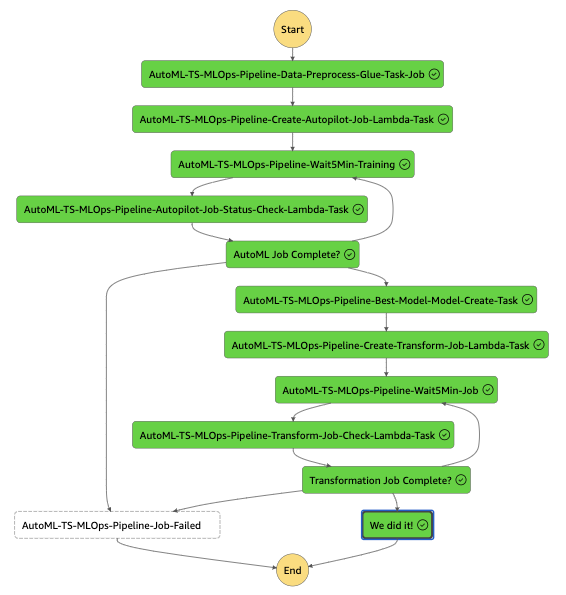 Start
AutoML-TS-MLOps-Pipeline-Data-Preprocess-Glue-Task-Job
AutoML-TS-MLOps-Pipeline-Create-Autopilot-Job-Lambda-Task
AutoML-TS-MLOps-Pipeline-Wait5Min-Training
AutoML-TS-MLOps-Pipeline-Autopilot-Job-Status-Check-Lambda-Task
AutoML Job Complete?
AutoML-TS-MLOps-Pipeline-Best-Model-Model-Create-Task
AutoML-TS-MLOps-Pipeline-Create-Transform-Job-Lambda-Task
AutoML-TS-MLOps-Pipeline-Wait5Min-Job
AutoML-TS-MLOps-Pipeline-Transform-Job-Check-Lambda-Task
Transformation Job Complete?
AutoML-TS-MLOps-Pipeline-Job-Failed
We did it!
End